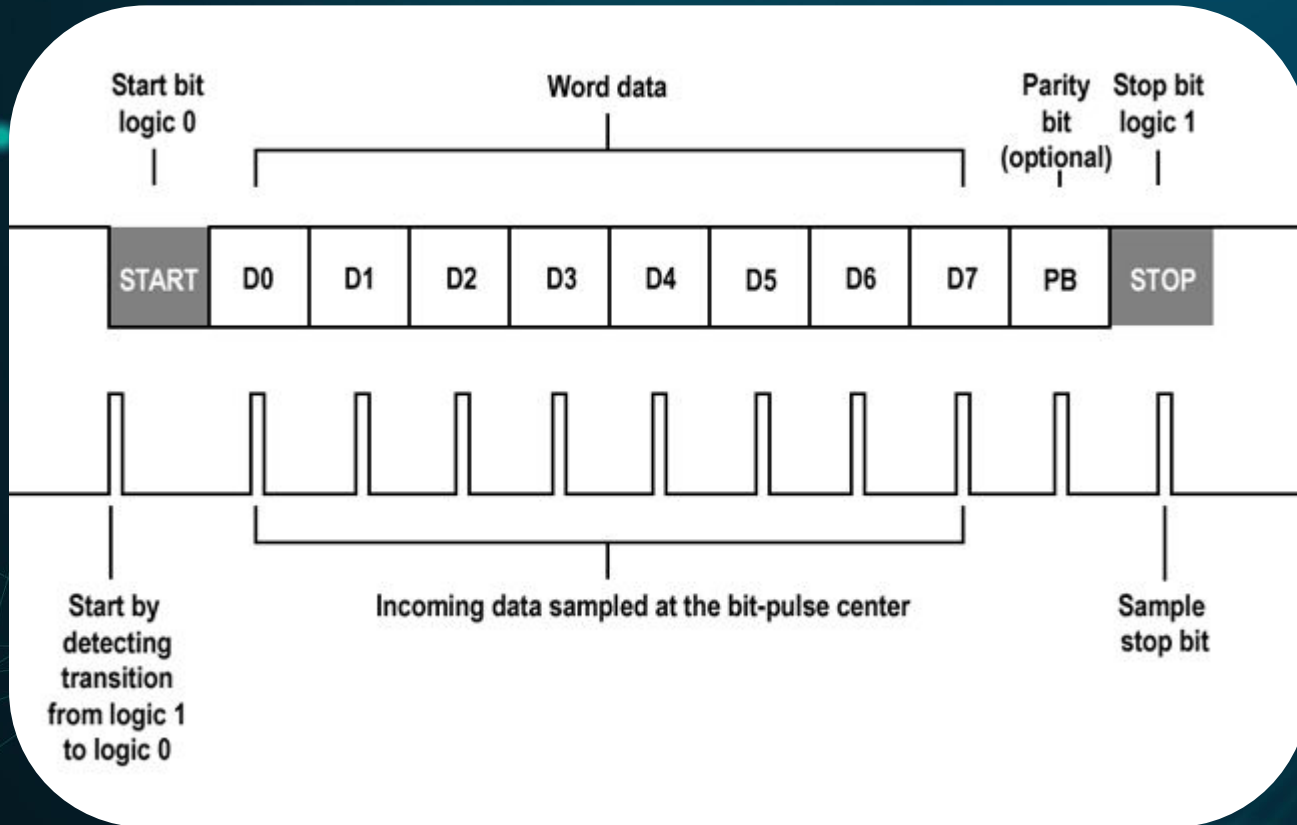 Start bit
logic 0
Word data
Parity
bit
(optional)
Stop bit
logic 1
START D0 D1 D2 D3 D4 D5 D6 D7 PB STOP
Start by
detecting
transition
from logic 1
to logic 0
Incoming data sampled at the bit-pulse center
Sample
stop bit